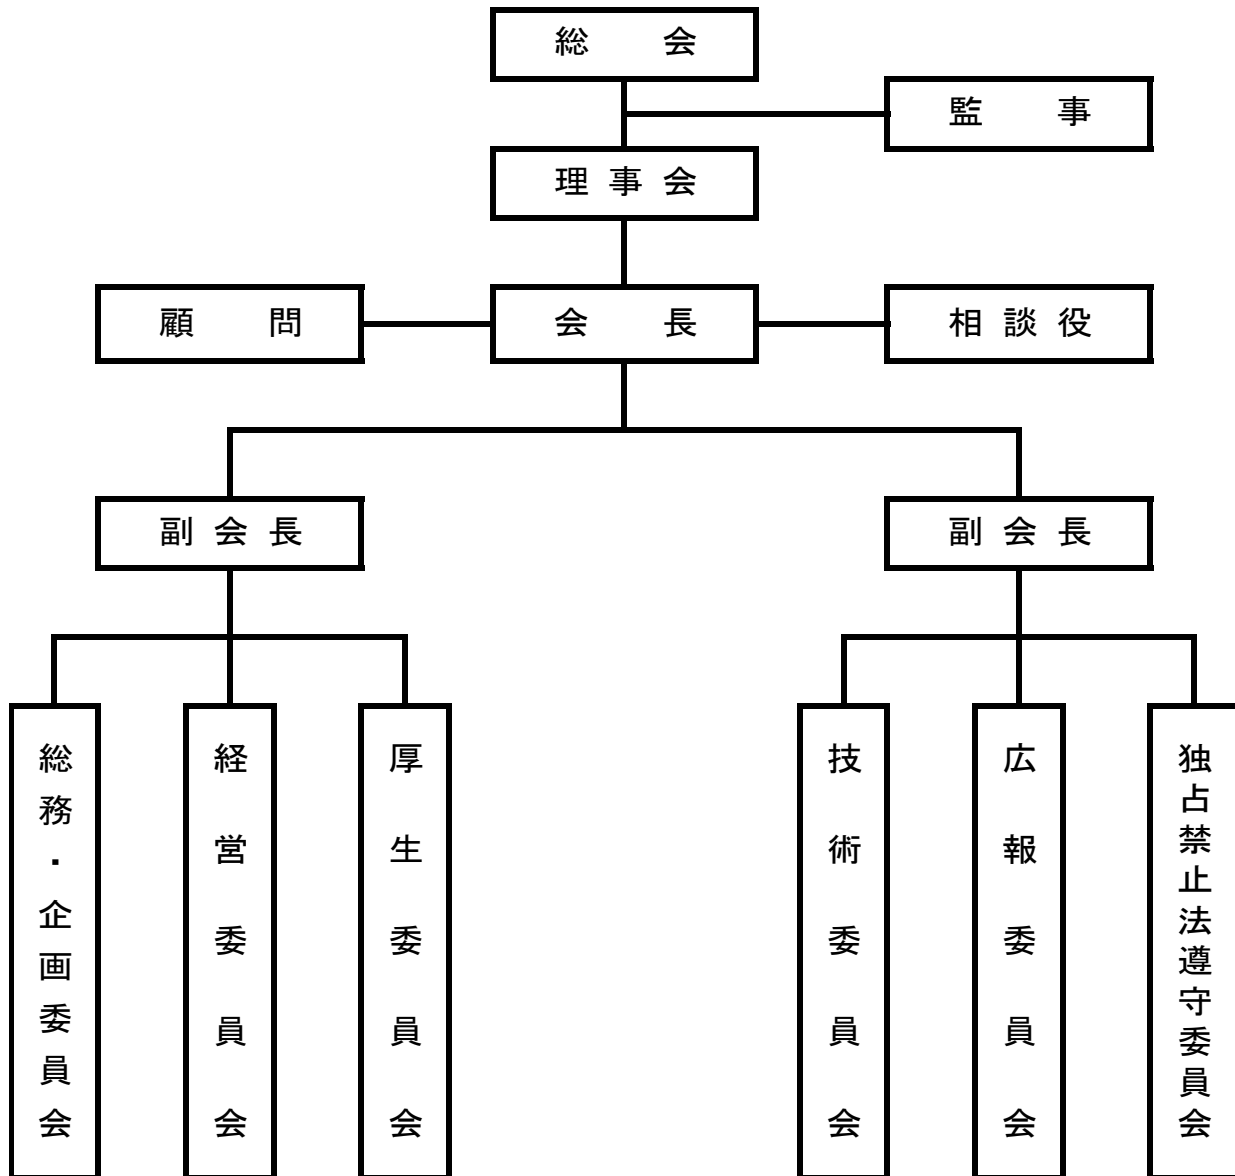 総会
監事
理事会
顧問
会長
相談役
副会長
副会長
総務・企画委員会
経営委員会
厚生委員会
技術委員会
広報委員会
独占禁止法遵守委員会